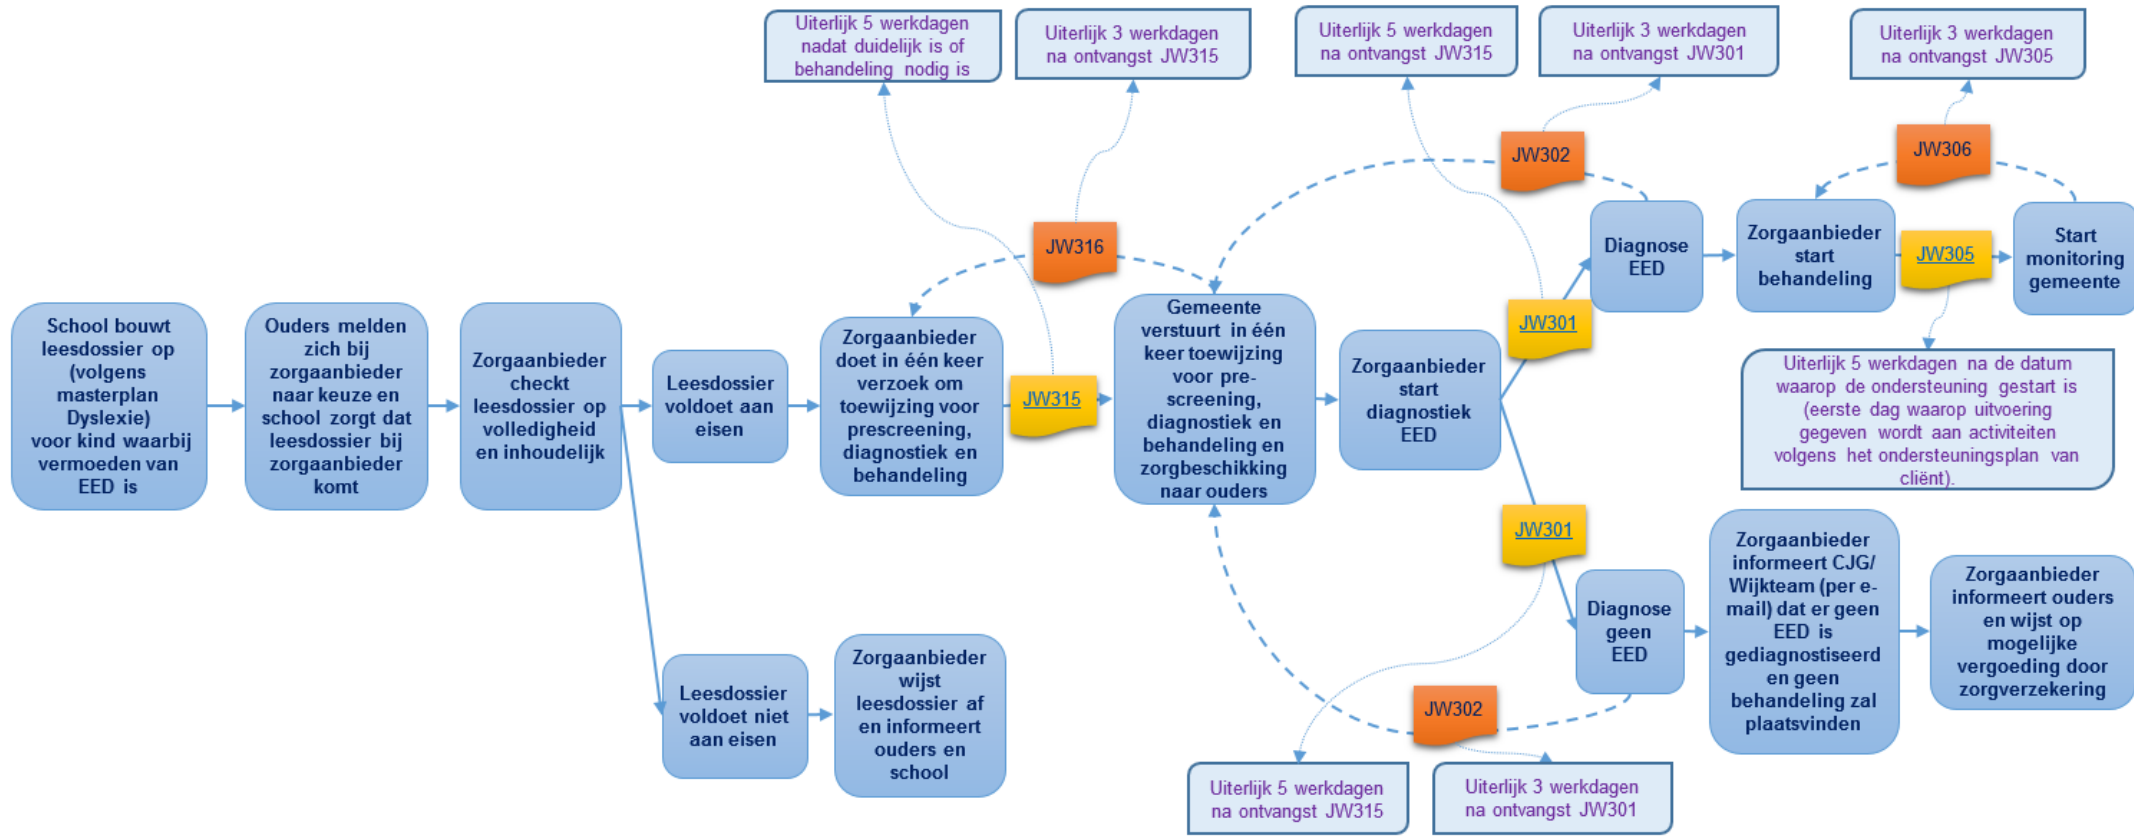 Uiterlijk 5 werkdagen
nadat duidelijk is of
behandeling nodig is
Uiterlijk 3 werkdagen
na ontvangst JW315
Uiterlijk 5 werkdagen
na ontvangst JW315
Uiterlijk 3 werkdagen
na ontvangst JW301
Uiterlijk 3 werkdagen
na ontvangst JW305
JW302
JW306
JW316
School bouwt
leesdossier op
(volgens
masterplan
Dyslexie)
voor kind waarbij
vermoeden van
EED is
Ouders melden
zich bij
zorgaanbieder
naar keuze en
school zorgt dat
leesdossier bij
zorgaanbieder
komt
Zorgaanbieder
checkt
leesdossier op
volledigheid
en inhoudelijk
Leesdossier
voldoet aan
eisen
Zorgaanbieder
doet in één keer
verzoek om
toewijzing voor
prescreening,
diagnostiek en
behandeling
JW315
Gemeente
verstuurt in één
keer toewijzing
voor pre-
screening,
diagnostiek en
behandeling en
zorgbeschikking
naar ouders
Zorgaanbieder
start
diagnostiek
EED
JW301
Diagnose
EED
Zorgaanbieder
start
behandeling
JW305
Start
monitoring
gemeente
Uiterlijk 5 werkdagen na de datum
waarop de ondersteuning gestart is
(eerste dag waarop uitvoering
gegeven wordt aan activiteiten
volgens het ondersteuningsplan van
cliënt).
JW301
Diagnose
geen
EED
Zorgaanbieder
informeert CJG/
Wijkteam (per e-
mail) dat er geen
EED is
gediagnostiseerd
en geen
behandeling zal
plaatsvinden
Zorgaanbieder
informeert ouders
en wijst op
mogelijke
vergoeding door
zorgverzekering
Leesdossier
voldoet niet
aan eisen
Zorgaanbieder
wijst
leesdossier af
en informeert
ouders en
school
JW302
Uiterlijk 5 werkdagen
na ontvangst JW315
Uiterlijk 3 werkdagen
na ontvangst JW301